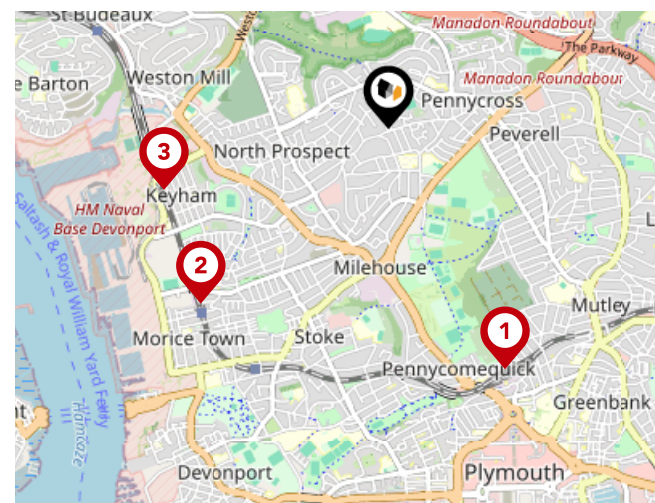 St Budeaux
Manadon Roundabout
The Parkway
e Barton
Weston Mill
Manadon Roundabout
Pennycross
Peverell
North Prospect
3
Keyham
HM Naval
Base Devonport
Saltash & Royal William Yard Ferry
2
Milehouse
Mutley
1
Morice Town
Stoke
Pennycomequick
Greenbank
Hamoaze
Devonport
Plymouth